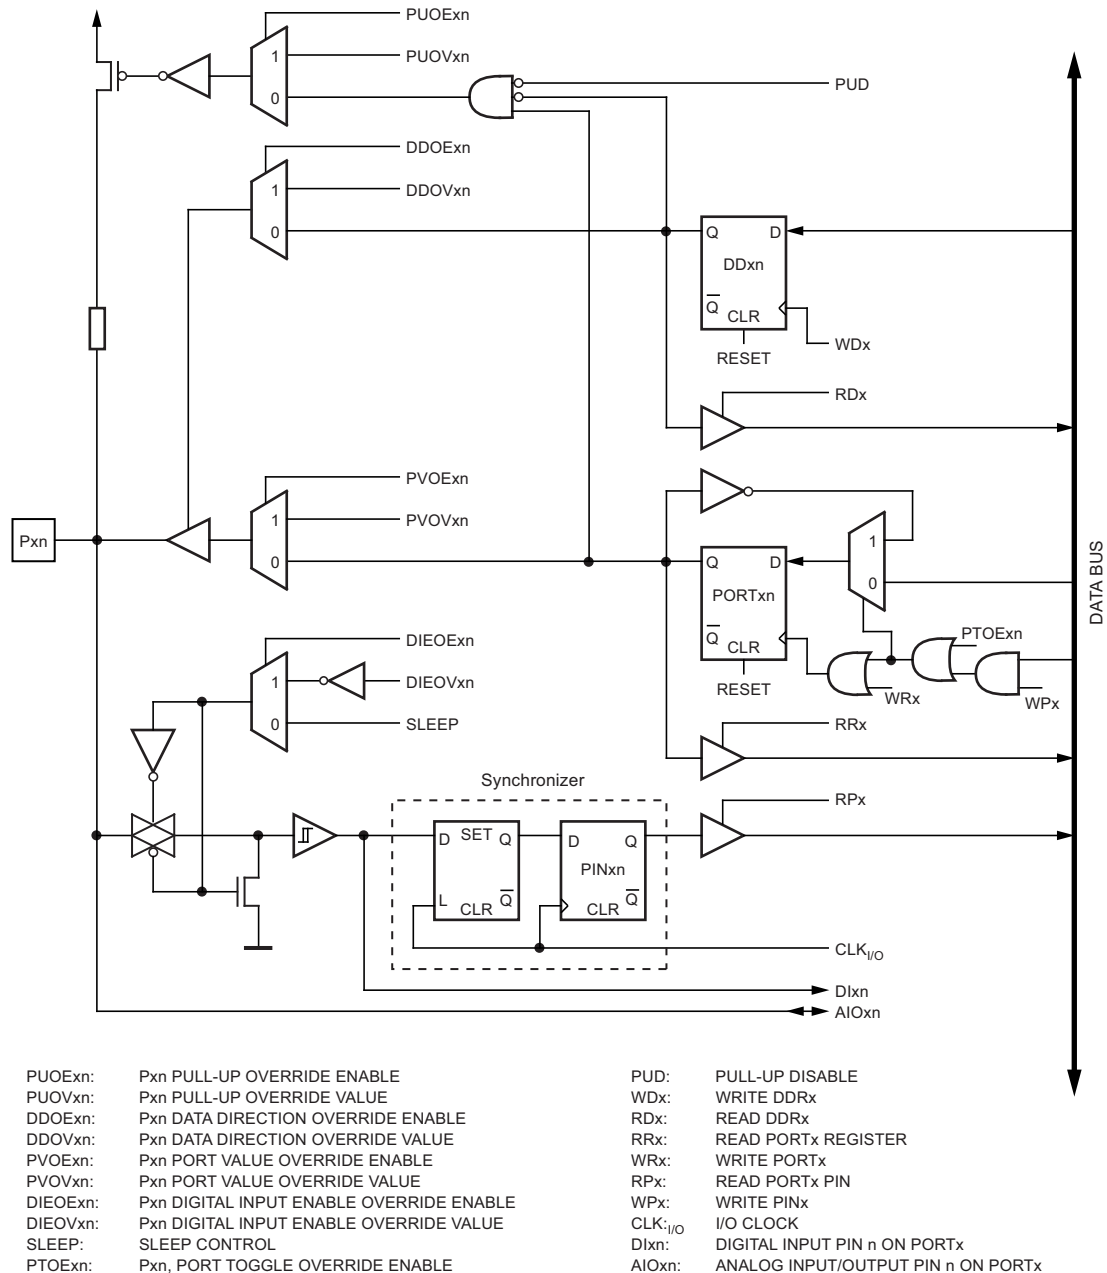 PUOExn
PUOVxn
1
0
PUD
DDOExn
DDOVxn
1
0
Q D
DDxn
Q
CLR
WDx
RESET
RDx
PVOExn
PVOVxn
1
0
Pxn
1
0
Q D
PORTxn
Q
CLR
RESET
PTOExn
WRx
WPx
DATA BUS
DIEOExn
DIEOVxn
1
0
SLEEP
RRx
Synchronizer
RPx
D SET Q
L
CLR Q
D Q
PINxn
CLR Q
CLKI/O
DIxn
AIOxn
PUOExn: Pxn PULL-UP OVERRIDE ENABLE
PUOVxn: Pxn PULL-UP OVERRIDE VALUE
DDOExn: Pxn DATA DIRECTION OVERRIDE ENABLE
DDOVxn: Pxn DATA DIRECTION OVERRIDE VALUE
PVOExn: Pxn PORT VALUE OVERRIDE ENABLE
PVOVxn: Pxn PORT VALUE OVERRIDE VALUE
DIEOExn: Pxn DIGITAL INPUT ENABLE OVERRIDE ENABLE
DIEOVxn: Pxn DIGITAL INPUT ENABLE OVERRIDE VALUE
SLEEP: SLEEP CONTROL
PTOExn: Pxn, PORT TOGGLE OVERRIDE ENABLE
PUD: PULL-UP DISABLE
WDx: WRITE DDRx
RDx: READ DDRx
RRx: READ PORTx REGISTER
WRx: WRITE PORTx
RPx: READ PORTx PIN
WPx: WRITE PINx
CLK:I/O I/O CLOCK
DIxn: DIGITAL INPUT PIN n ON PORTx
AIOxn: ANALOG INPUT/OUTPUT PIN n ON PORTx